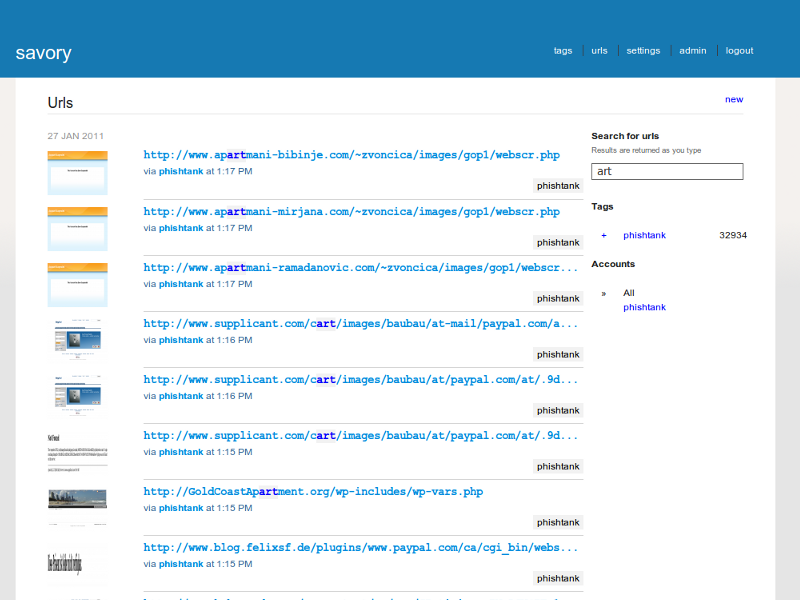 savory
tags
urls
settings
admin
logout
Urls
new
27 JAN 2011
http://www.apartmani-bibinje.com/~zvoncica/images/gop1/webscr.php
via phishtank at 1:17 PM
phishtank
http://www.apartmani-mirjana.com/~zvoncica/images/gop1/webscr.php
via phishtank at 1:17 PM
phishtank
http://www.apartmani-ramadanovic.com/~zvoncica/images/gop1/webscr...
via phishtank at 1:17 PM
phishtank
http://www.supplicant.com/cart/images/baubau/at-mail/paypal.com/a...
via phishtank at 1:16 PM
phishtank
http://www.supplicant.com/cart/images/baubau/at/paypal.com/at/.9d...
via phishtank at 1:16 PM
phishtank
http://www.supplicant.com/cart/images/baubau/at/paypal.com/at/.9d...
via phishtank at 1:15 PM
phishtank
http://GoldCoastApartment.org/wp-includes/wp-vars.php
via phishtank at 1:15 PM
phishtank
http://www.blog.felixsf.de/plugins/www.paypal.com/ca/cgi_bin/webs...
via phishtank at 1:15 PM
phishtank
Search for urls
Results are returned as you type
art
Tags
+ phishtank 32934
Accounts
» All
phishtank